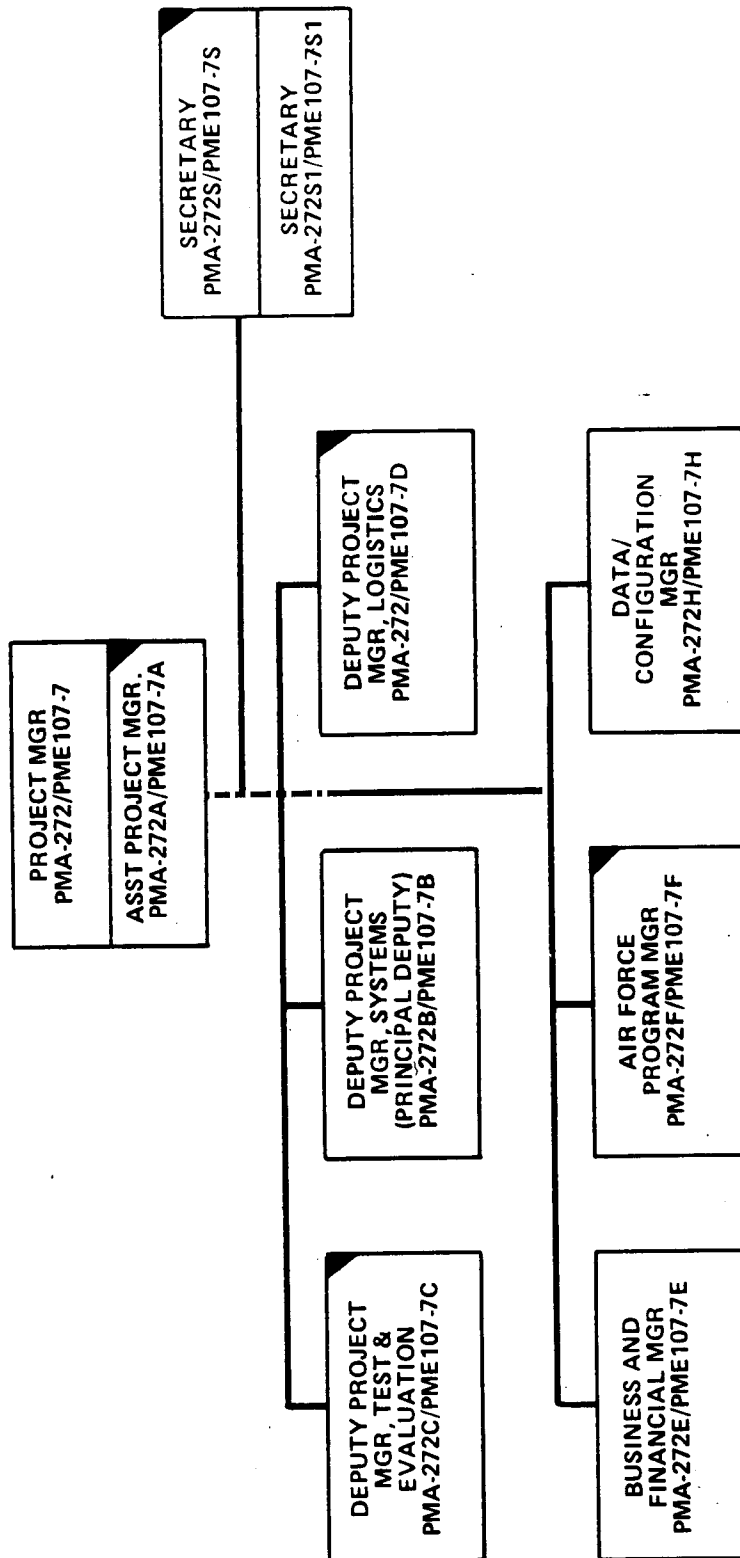 PROJECT MGR
PMA-272/PME107-7
ASST PROJECT MGR.
PMA-272A/PME107-7A
SECRETARY
PMA-272S/PME107-7S
SECRETARY
PMA-272S1/PME107-7S1
DEPUTY PROJECT
MGR, TEST &
EVALUATION
PMA-272C/PME107-7C
DEPUTY PROJECT
MGR, SYSTEMS
(PRINCIPAL DEPUTY)
PMA-272B/PME107-7B
DEPUTY PROJECT
MGR, LOGISTICS
PMA-272/PME107-7D
BUSINESS AND
FINANCIAL MGR
PMA-272E/PME107-7E
AIR FORCE
PROGRAM MGR
PMA-272F/PME107-7F
DATA/
CONFIGURATION
MGR
PMA-272H/PME107-7H